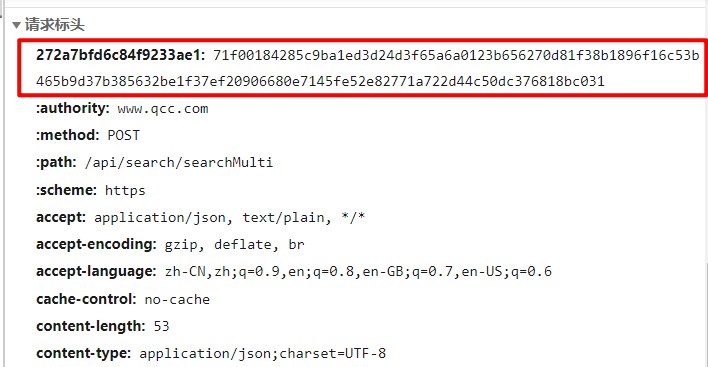 请求标头
272a7bfd6c84f9233ae1: 71f00184285c9ba1ed3d24d3f65a6a0123b656270d81f38b1896f16c53b
465b9d37b385632be1f37ef20906680e7145fe52e82771a722d44c50dc376818bc031
:authority: www.qcc.com
:method: POST
:path: /api/search/searchMulti
:scheme: https
accept: application/json, text/plain, */*
accept-encoding: gzip, deflate, br
accept-language: zh-CN,zh;q=0.9,en;q=0.8,en-GB;q=0.7,en-US;q=0.6
cache-control: no-cache
content-length: 53
content-type: application/json;charset=UTF-8